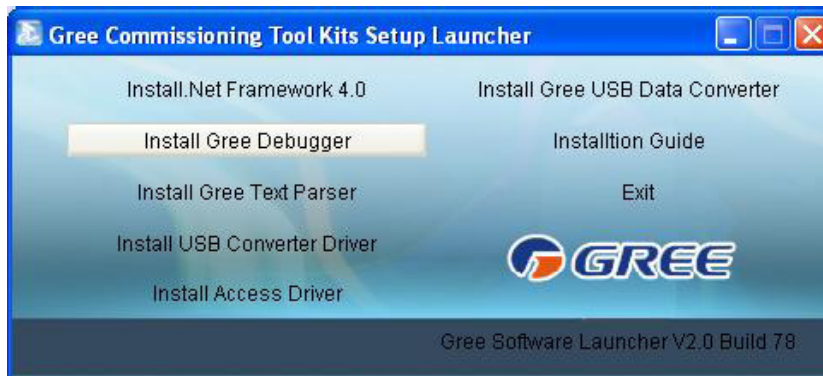 Gree Commissioning Tool Kits Setup Launcher
Install.Net Framework 4.0
Install Gree USB Data Converter
Install Gree Debugger
Installtion Guide
Install Gree Text Parser
Exit
Install USB Converter Driver
GREE
Install Access Driver
Gree Software Launcher V2.0 Build 78